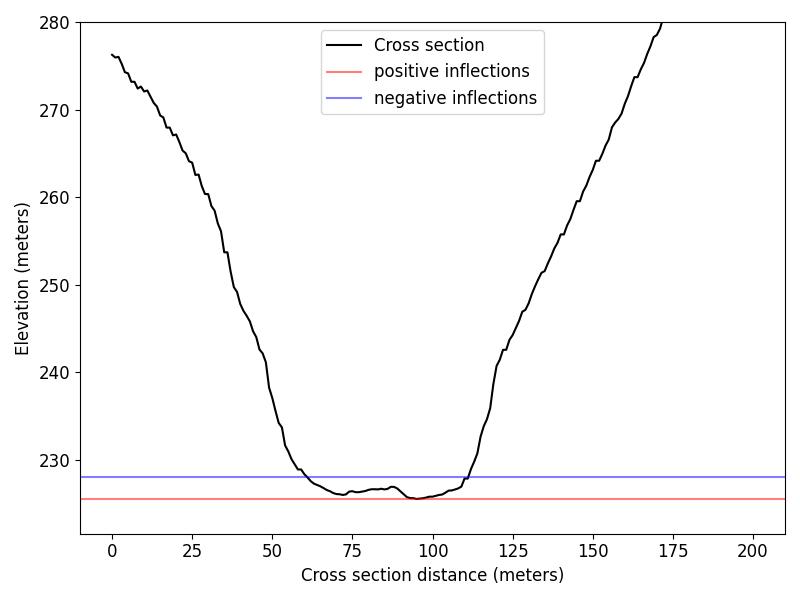 280
270
260
250
240
230
Elevation (meters)
Cross section
positive inflections
negative inflections
0 25 50 75 100 125 150 175 200
Cross section distance (meters)